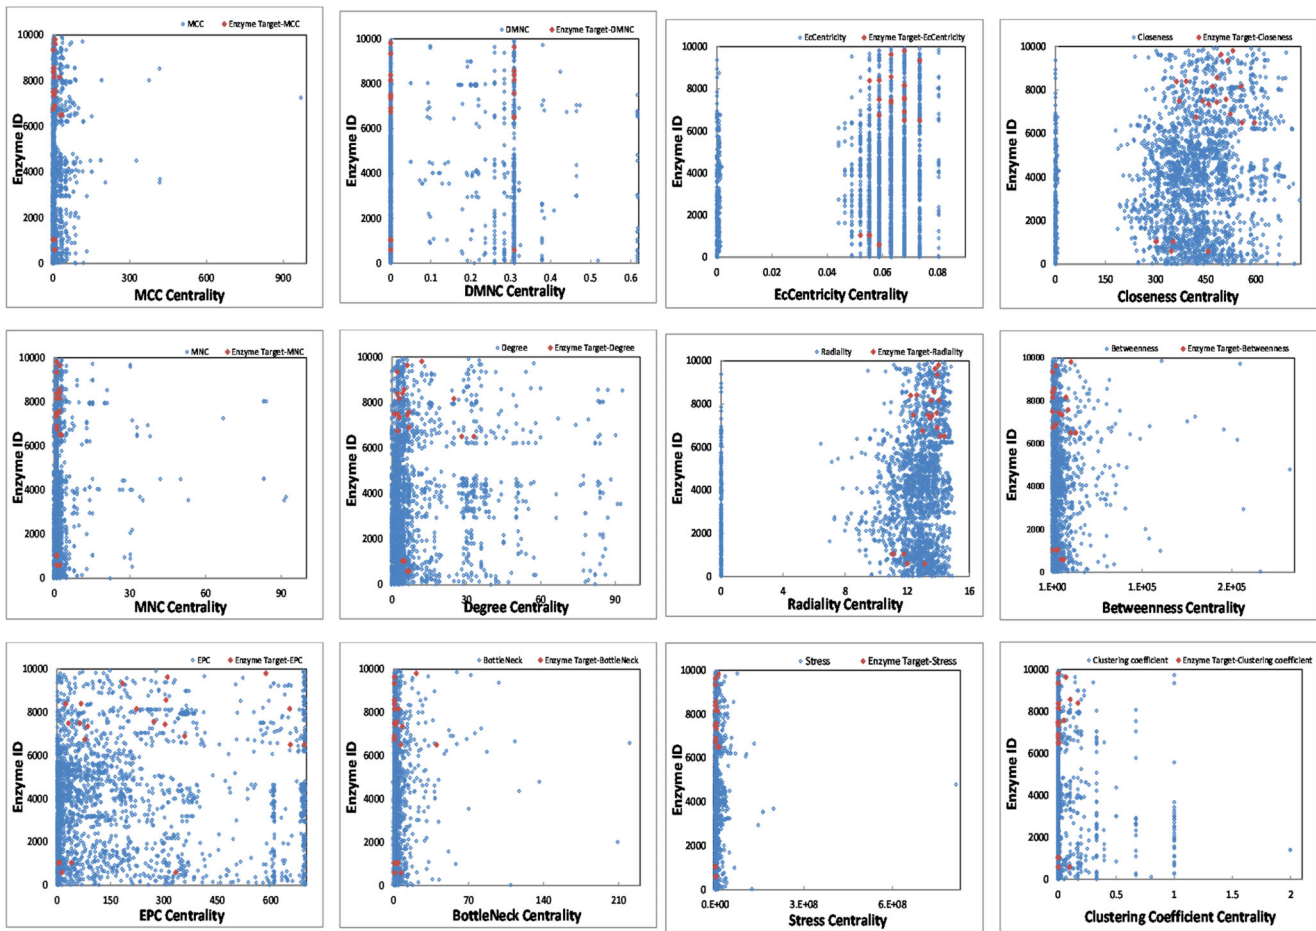 MCC Enzyme Target-MCC
10000
8000
6000
4000
2000
0
Enzyme ID
0 300 600 900
MCC Centrality
DMNC Enzyme Target-DMNC
10000
8000
6000
4000
2000
0
Enzyme ID
0 0.1 0.2 0.3 0.4 0.5 0.6
DMNC Centrality
EcCentricity Enzyme Target-EcCentricity
10000
8000
6000
4000
2000
0
Enzyme ID
0 0.02 0.04 0.06 0.08
EcCentricity Centrality
Closeness Enzyme Target-Closeness
10000
8000
6000
4000
2000
0
Enzyme ID
0 150 300 450 600
Closeness Centrality
MNC Enzyme Target-MNC
10000
8000
6000
4000
2000
0
Enzyme ID
0 30 60 90
MNC Centrality
Degree Enzyme Target-Degree
10000
8000
6000
4000
2000
0
Enzyme ID
0 30 60 90
Degree Centrality
Radiality Enzyme Target-Radiality
10000
8000
6000
4000
2000
0
Enzyme ID
0 4 8 12 16
Radiality Centrality
Betweenness Enzyme Target-Betweenness
10000
8000
6000
4000
2000
0
Enzyme ID
1.E+00 1.E+05 2.E+05
Betweenness Centrality
EPC Enzyme Target-EPC
10000
8000
6000
4000
2000
0
Enzyme ID
0 150 300 450 600
EPC Centrality
BottleNeck Enzyme Target-BottleNeck
10000
8000
6000
4000
2000
0
Enzyme ID
0 70 140 210
BottleNeck Centrality
Stress Enzyme Target-Stress
10000
8000
6000
4000
2000
0
Enzyme ID
0.E+00 3.E+08 6.E+08
Stress Centrality
Clustering coefficient Enzyme Target-Clustering coefficient
10000
8000
6000
4000
2000
0
Enzyme ID
0 0.5 1 1.5 2
Clustering Coefficient Centrality